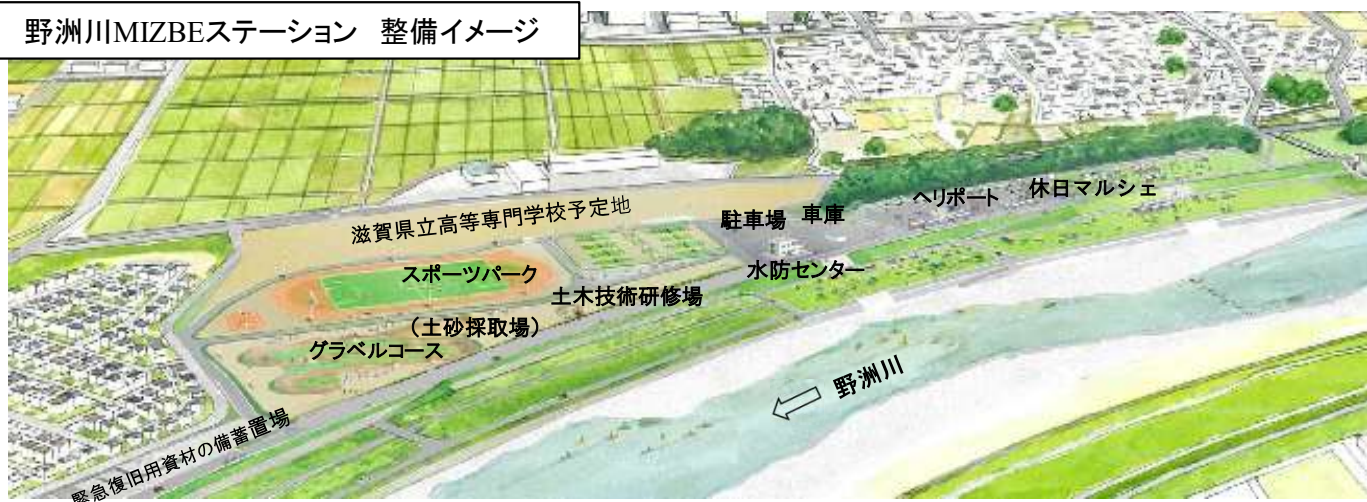 野洲川MIZBEステーション 整備イメージ
滋賀県立高等専門学校予定地
駐車場
車庫
ヘリポート
休日マルシェ
スポーツパーク
水防センター
土木技術研修場
（土砂採取場）
グラベルコース
野洲川
緊急復旧用資材の備蓄置場